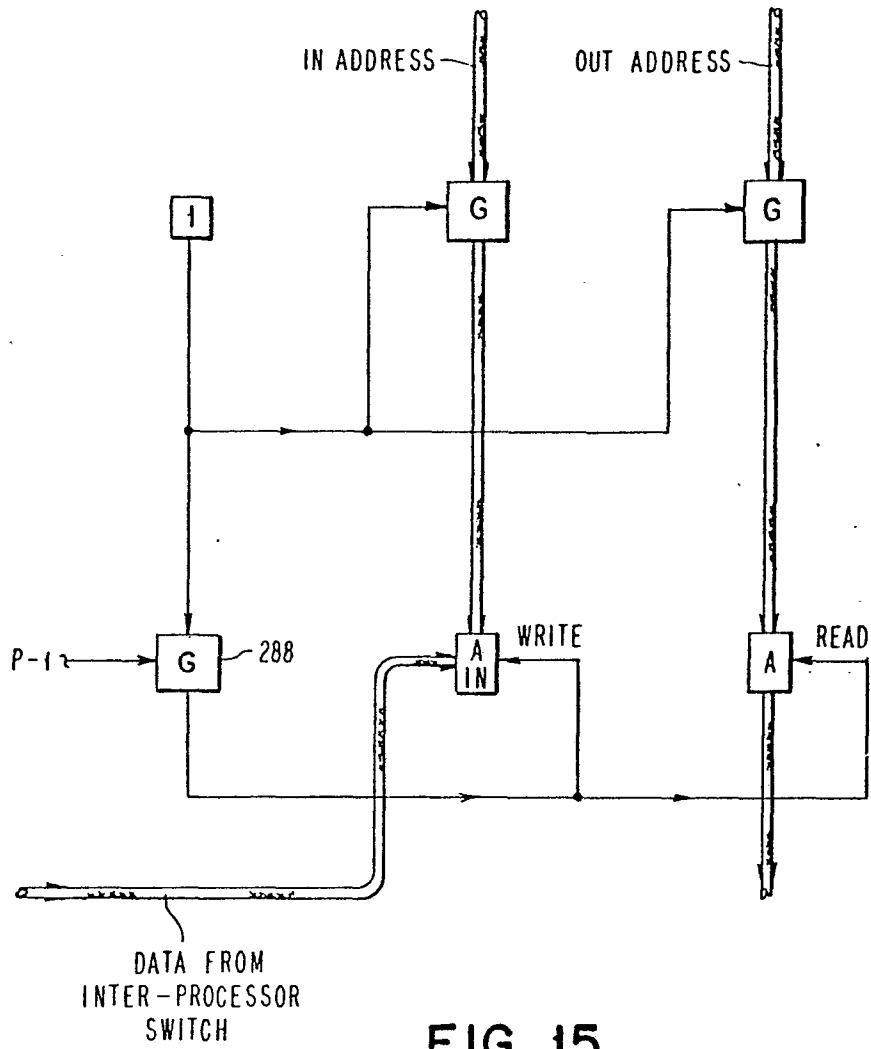 IN ADDRESS
OUT ADDRESS
1
G
G
P-1
G
288
A
IN
WRITE
A
READ
DATA FROM
INTER-PROCESSOR
SWITCH
FIG. 15